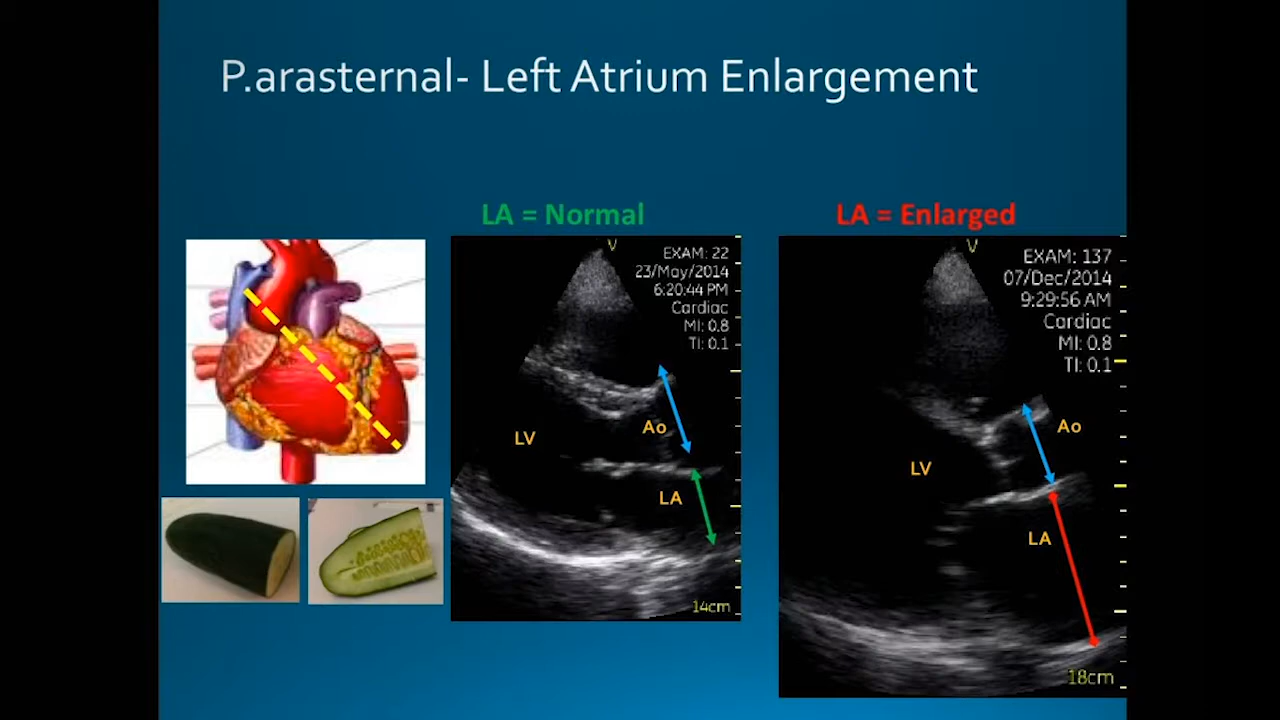 P.arasternal- Left Atrium Enlargement
LA = Normal
LA = Enlarged
V
EXAM: 22
23/May/2014
6:20:44 PM
Cardiac
MI: 0.8
TI: 0.1
LV
Ao
LA
14cm
V
EXAM: 137
07/Dec/2014
9:29:56 AM
Cardiac
MI: 0.8
TI: 0.1
Ao
LV
LA
18cm